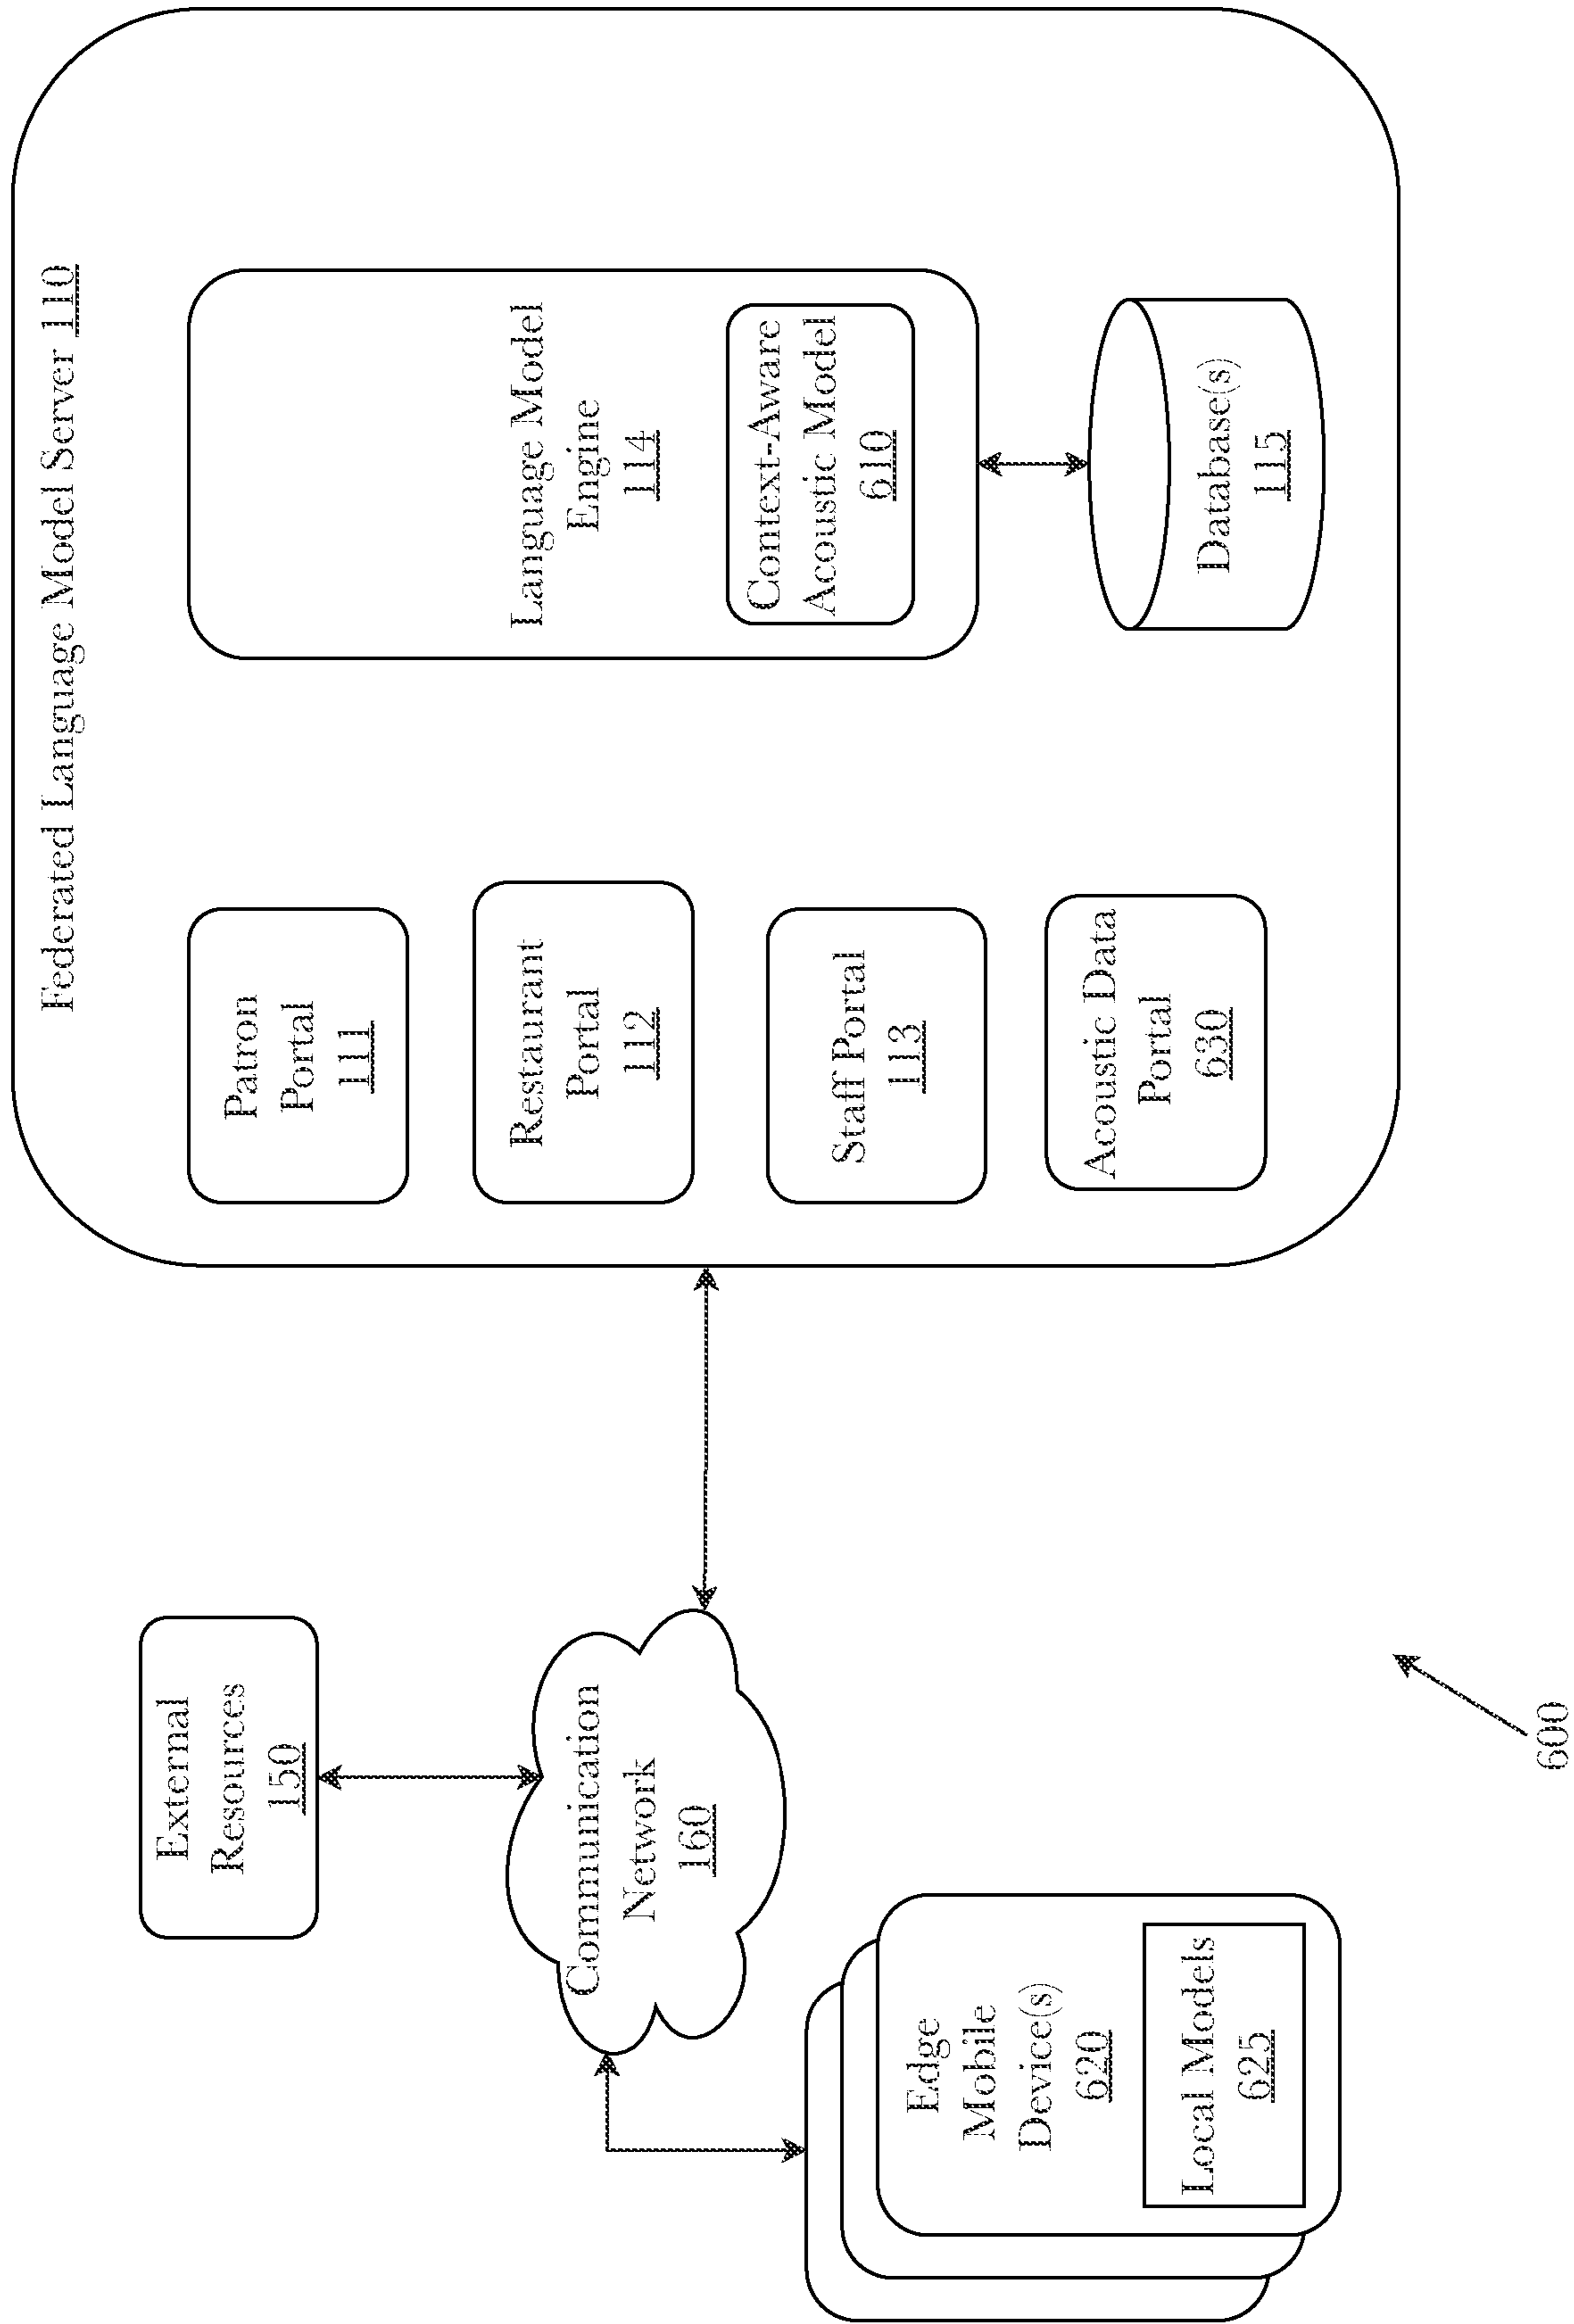 Federated Language Model Server 110
External
Resources
150
Patron
Portal
111
Language Model
Engine
114
Communication
Network
160
Restaurant
Portal
112
Context-Aware
Acoustic Model
610
Edge
Mobile
Device(s)
620
Local Models
625
Staff Portal
113
Acoustic Data
Portal
630
Database(s)
115
600